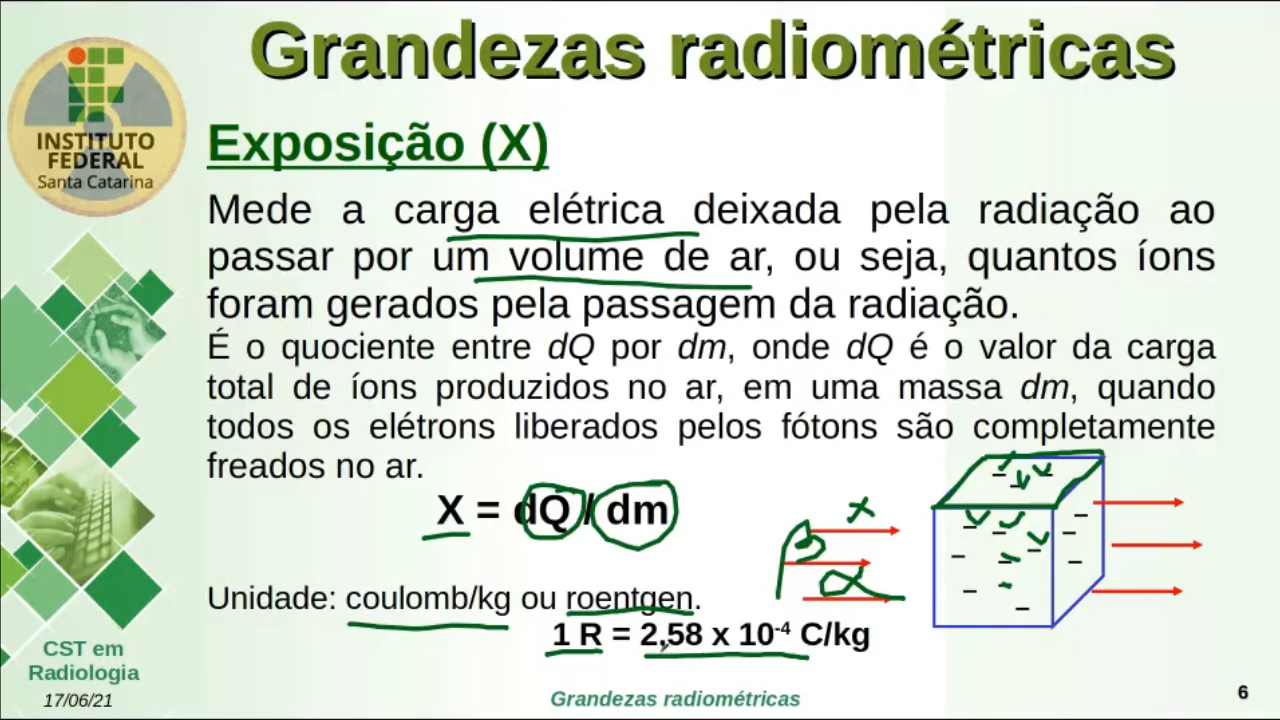 Grandezas radiométricas
INSTITUTO
FEDERAL
Santa Catarina
Exposição (X)
Mede a carga elétrica deixada pela radiação ao
passar por um volume de ar, ou seja, quantos íons
foram gerados pela passagem da radiação.
É o quociente entre dQ por dm, onde dQ é o valor da carga
total de íons produzidos no ar, em uma massa dm, quando
todos os elétrons liberados pelos fótons são completamente
freados no ar.
X = dQ / dm
x
β
α
Unidade: coulomb/kg ou roentgen.
1 R = 2,58 x 10⁻⁴ C/kg
CST em
Radiologia
17/06/21
Grandezas radiométricas
6